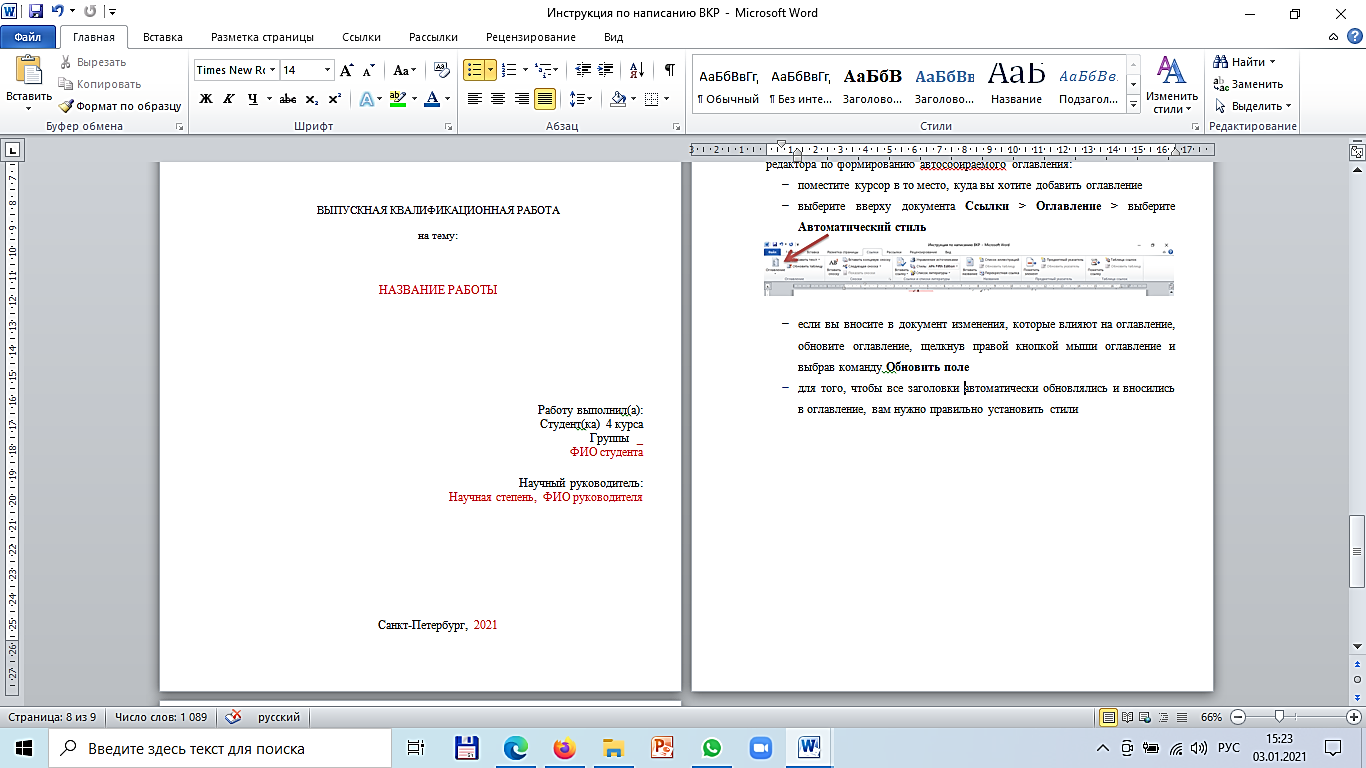 Инструкция по написанию ВКР - Microsoft Word
Файл Главная Вставка Разметка страницы Ссылки Рассылки Рецензирование Вид
Вставить
Вырезать
Копировать
Формат по образцу
Буфер обмена
Times New Ro 14
Ж К Ч
Шрифт
Абзац
АаБбВвГг, АаБбВвГг, АаБбВ АаБбВв АаБ АаБбВв.
¶ Обычный ¶ Без инте... Заголово... Заголово... Название Подзагол...
Стили
Изменить
стили
Найти
Заменить
Выделить
Редактирование
ВЫПУСКНАЯ КВАЛИФИКАЦИОННАЯ РАБОТА
на тему:
НАЗВАНИЕ РАБОТЫ
Работу выполнид(а):
Студент(ка) 4 курса
Группы _
ФИО студента
Научный руководитель:
Научная степень, ФИО руководителя
Санкт-Петербург, 2021
редактора по формированию автособираемого оглавления:
– поместите курсор в то место, куда вы хотите добавить оглавление
– выберите вверху документа Ссылки > Оглавление > выберите
Автоматический стиль
– если вы вносите в документ изменения, которые влияют на оглавление,
обновите оглавление, щелкнув правой кнопкой мыши оглавление и
выбрав команду Обновить поле
– для того, чтобы все заголовки автоматически обновлялись и вносились
в оглавление, вам нужно правильно установить стили
Страница: 8 из 9 Число слов: 1 089 русский 66%
Введите здесь текст для поиска
РУС
15:23
03.01.2021